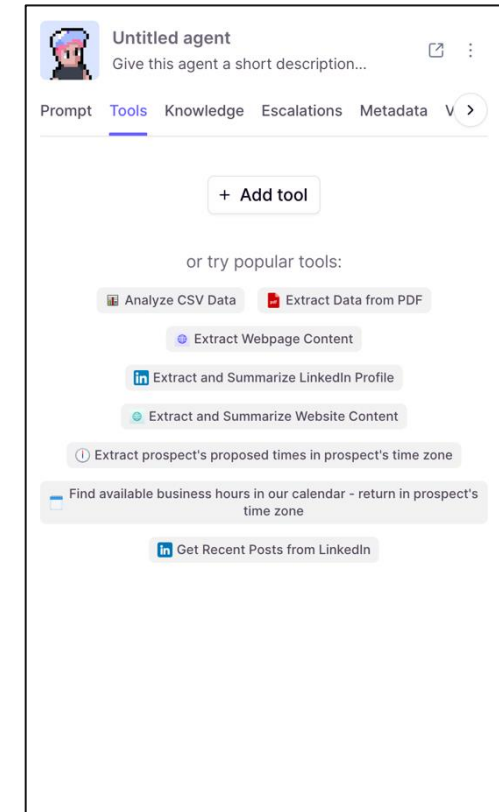 Untitled agent
Give this agent a short description...
Prompt Tools Knowledge Escalations Metadata V
+ Add tool
or try popular tools:
Analyze CSV Data Extract Data from PDF
Extract Webpage Content
in Extract and Summarize LinkedIn Profile
Extract and Summarize Website Content
Extract prospect's proposed times in prospect's time zone
Find available business hours in our calendar - return in prospect's
time zone
in Get Recent Posts from LinkedIn